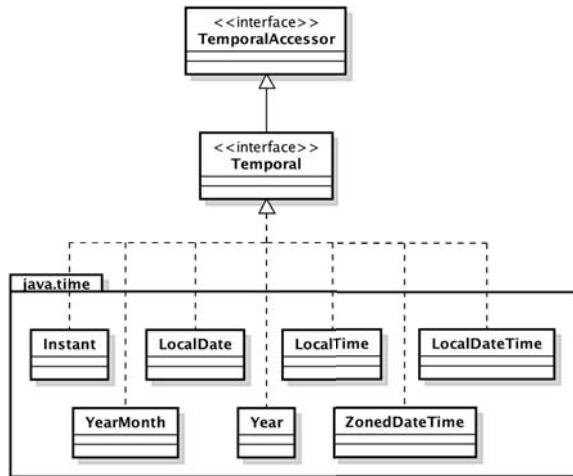 <<interface>>
TemporalAccessor
<<interface>>
Temporal
java.time
Instant
LocalDate
LocalTime
LocalDateTime
YearMonth
Year
ZonedDateTime